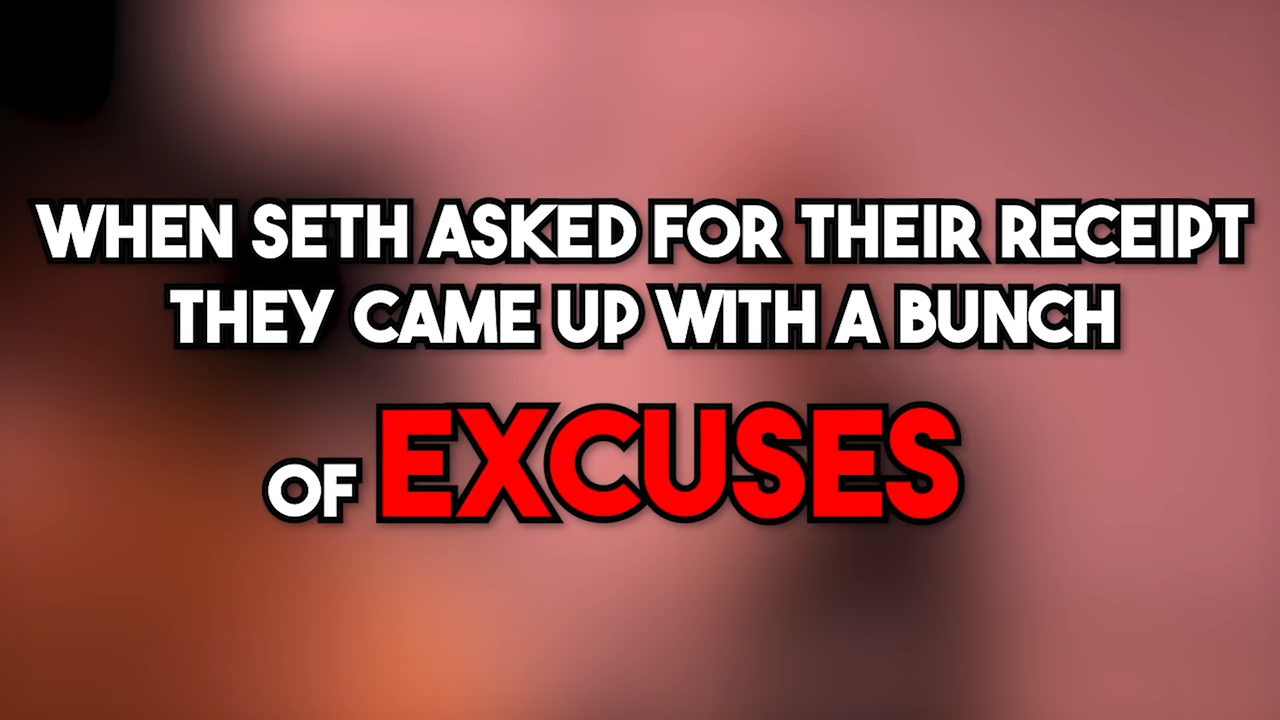 WHEN SETH ASKED FOR THEIR RECEIPT
THEY CAME UP WITH A BUNCH
OF EXCUSES